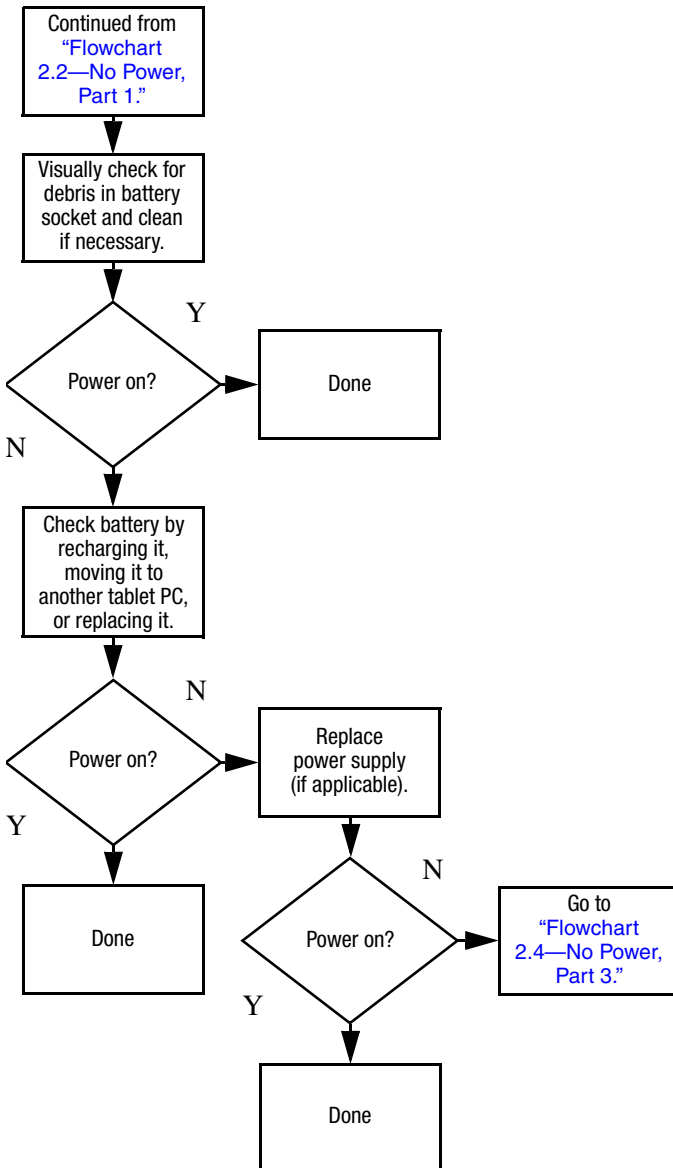 Continued from
“Flowchart
2.2—No Power,
Part 1.”
Visually check for
debris in battery
socket and clean
if necessary.
Y
Power on?
Done
N
Check battery by
recharging it,
moving it to
another tablet PC,
or replacing it.
N
Power on?
Replace
power supply
(if applicable).
Y
Done
N
Power on?
Go to
“Flowchart
2.4—No Power,
Part 3.”
Y
Done